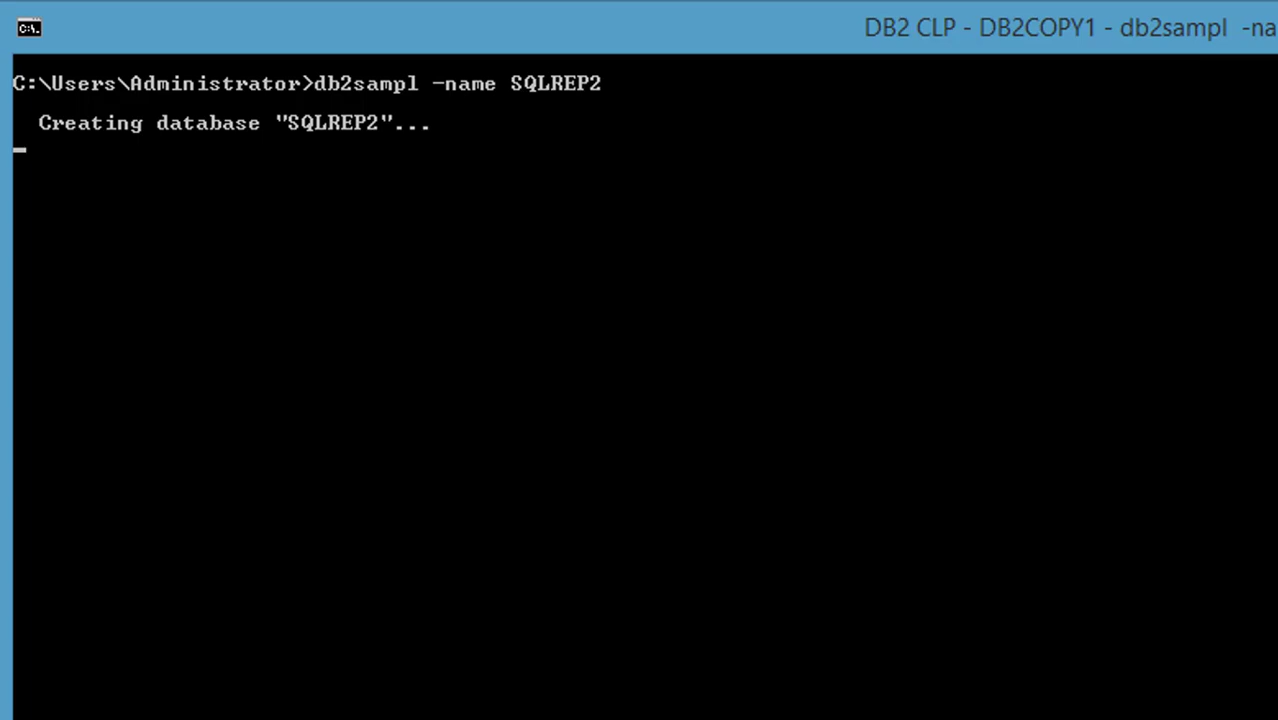 C:\.
DB2 CLP - DB2COPY1 - db2sampl -na
C:\Users\Administrator>db2sampl -name SQLREP2
Creating database "SQLREP2"...